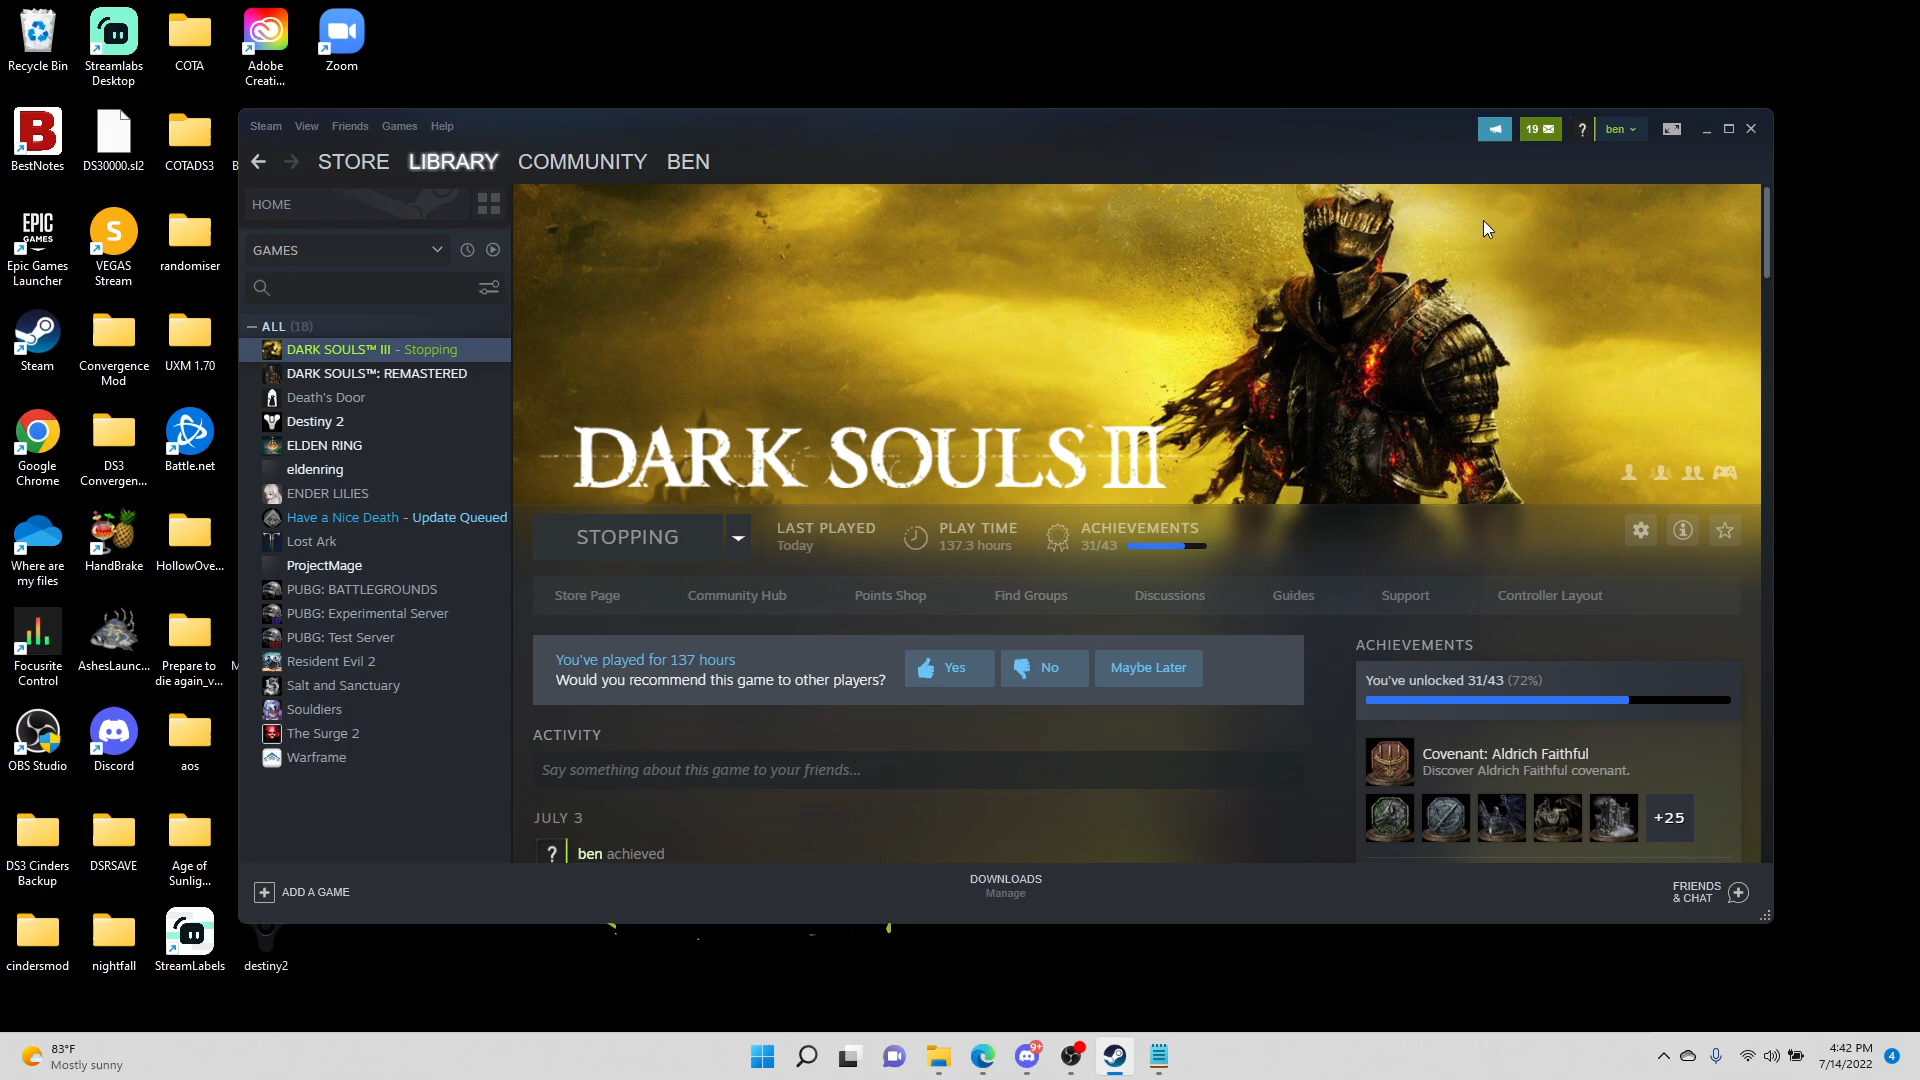 Recycle Bin
Streamlabs
Desktop
COTA
Adobe
Creati...
Zoom
BestNotes
DS30000.sl2
COTADS3
B
Epic Games
Launcher
VEGAS
Stream
randomiser
Steam
Convergence
Mod
UXM 1.70
Google
Chrome
DS3
Convergen...
Battle.net
Where are
my files
HandBrake
HollowOve...
Focusrite
Control
AshesLaunc...
Prepare to
die again_v...
M
OBS Studio
Discord
aos
DS3 Cinders
Backup
DSRSAVE
Age of
Sunlig...
cindersmod
nightfall
StreamLabels
destiny2
EPIC
GAMES
Steam View Friends Games Help
19
?
ben
STORE LIBRARY COMMUNITY BEN
HOME
GAMES
ALL (18)
DARK SOULS™ III - Stopping
DARK SOULS™: REMASTERED
Death's Door
Destiny 2
ELDEN RING
eldenring
ENDER LILIES
Have a Nice Death - Update Queued
Lost Ark
ProjectMage
PUBG: BATTLEGROUNDS
PUBG: Experimental Server
PUBG: Test Server
Resident Evil 2
Salt and Sanctuary
Souldiers
The Surge 2
Warframe
ADD A GAME
DARK SOULS III
STOPPING
LAST PLAYED
Today
PLAY TIME
137.3 hours
ACHIEVEMENTS
31/43
Store Page Community Hub Points Shop Find Groups Discussions Guides Support Controller Layout
You've played for 137 hours
Would you recommend this game to other players?
Yes
No
Maybe Later
ACTIVITY
Say something about this game to your friends...
JULY 3
? ben achieved
ACHIEVEMENTS
You've unlocked 31/43 (72%)
Covenant: Aldrich Faithful
Discover Aldrich Faithful covenant.
+25
DOWNLOADS
Manage
FRIENDS
& CHAT
83°F
Mostly sunny
9+
4:42 PM
7/14/2022
4